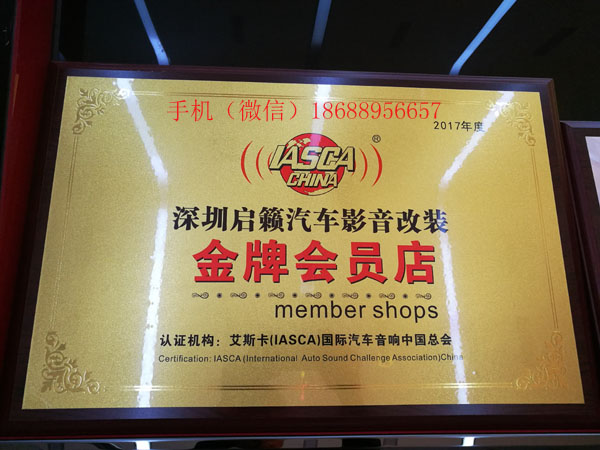 手机（微信）18688956657
2017年度
IASCA ®
CHINA
深圳启籁汽车影音改装
金牌会员店
member shops
认证机构：艾斯卡(IASCA)国际汽车音响中国总会
Certification: IASCA (International Auto Sound Challenge Association)China